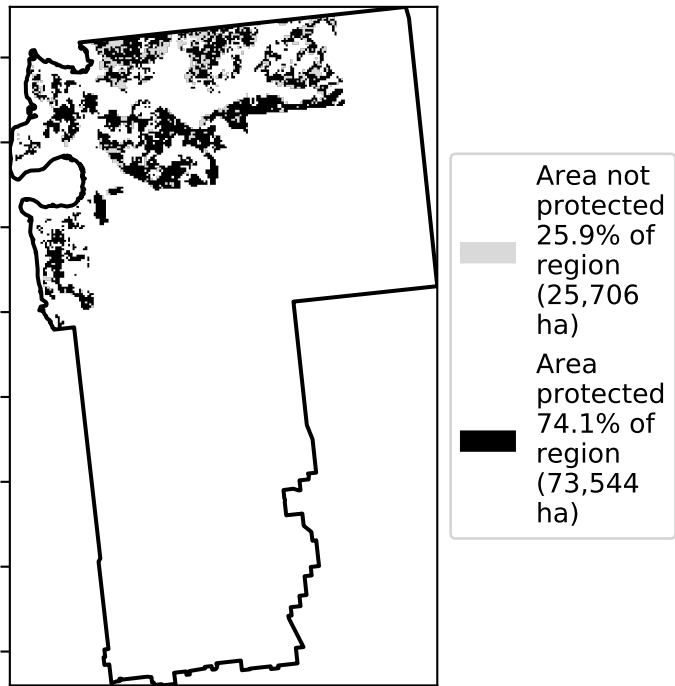 Area not
protected
25.9% of
region
(25,706
ha)
Area
protected
74.1% of
region
(73,544
ha)